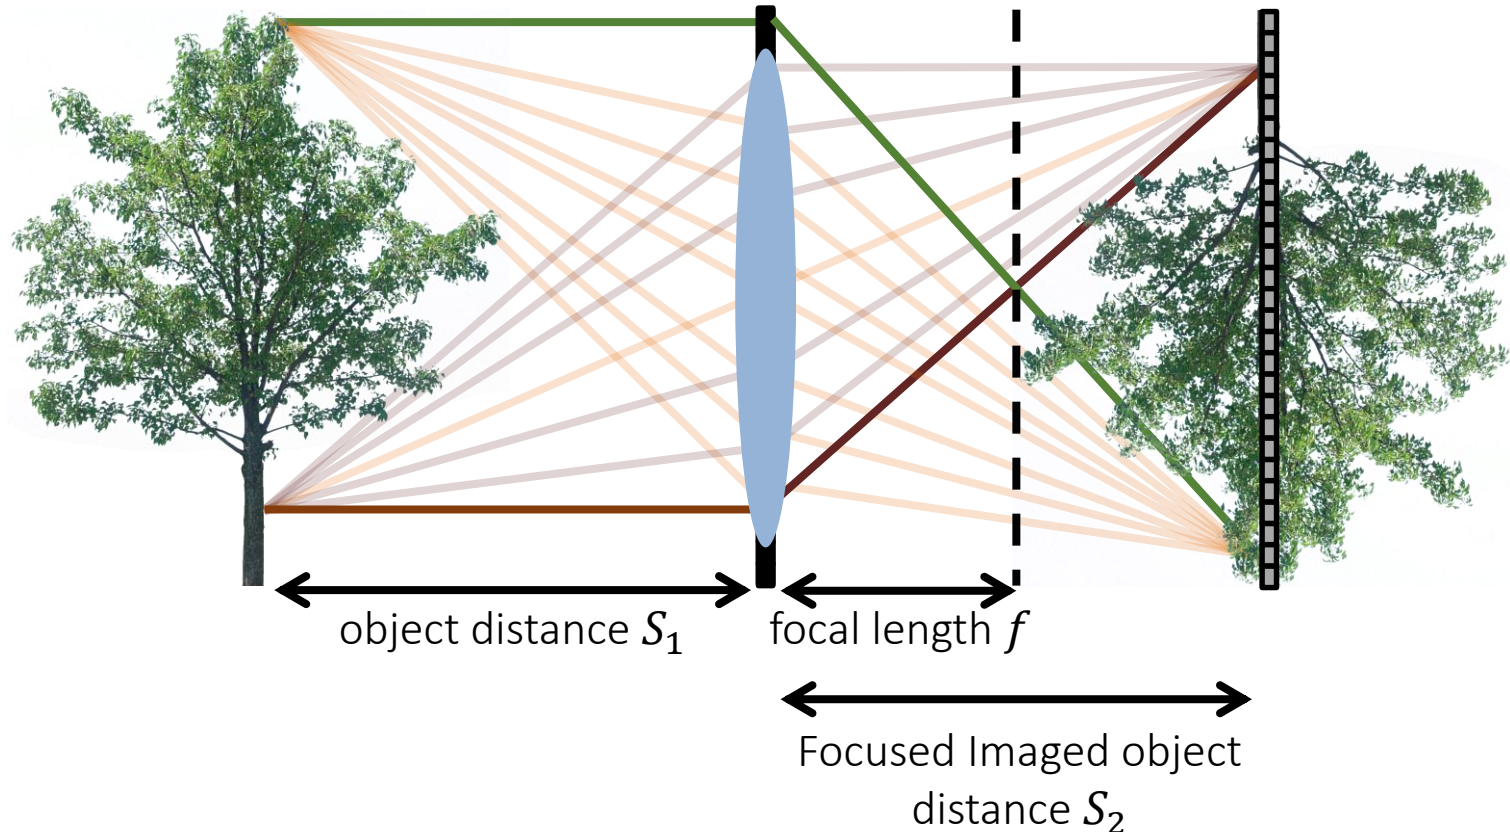 object distance S₁
focal length f
Focused Imaged object
distance S₂